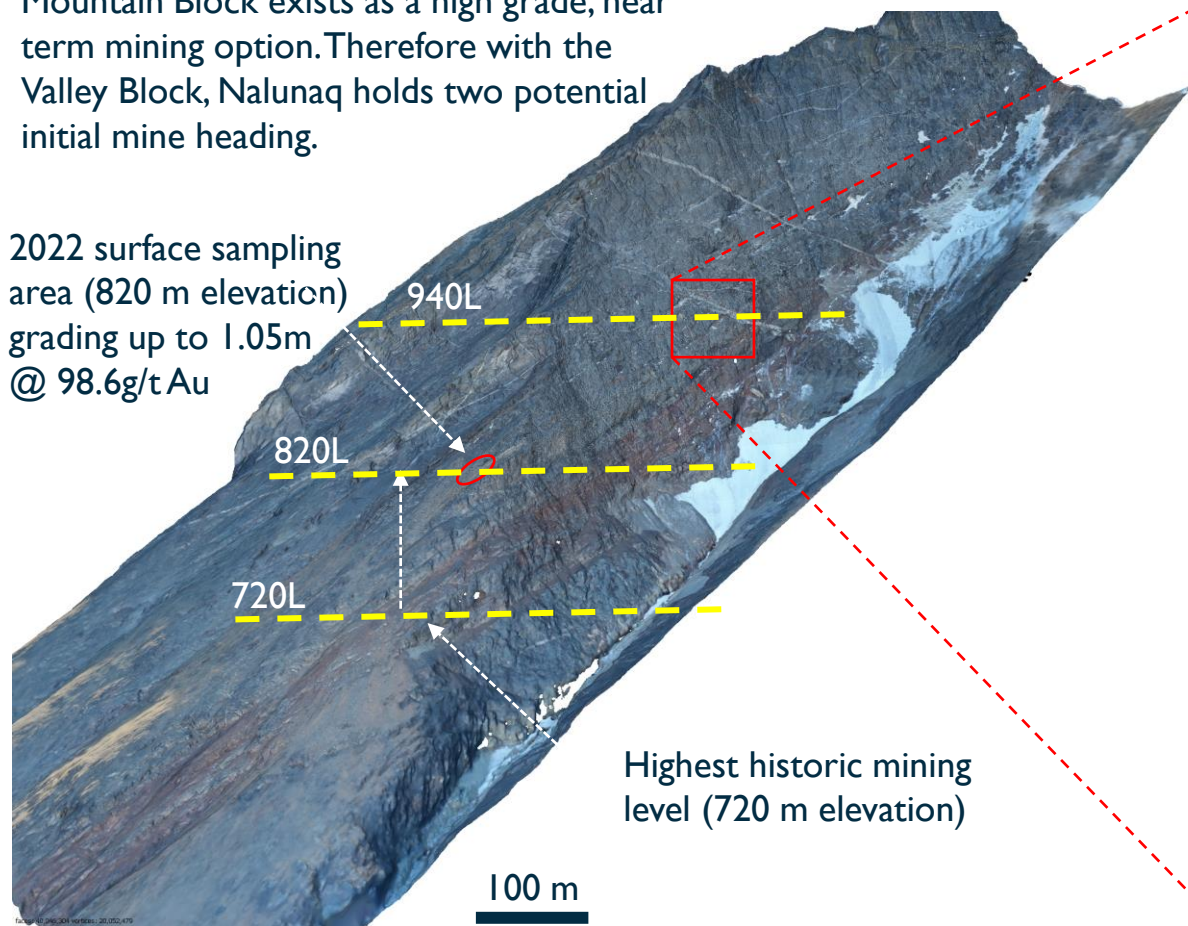 Mountain Block exists as a high grade, near
term mining option. Therefore with the
Valley Block, Nalunaq holds two potential
initial mine heading.
2022 surface sampling
area (820 m elevation)
grading up to 1.05m
@ 98.6g/t Au
940L
820L
720L
Highest historic mining
level (720 m elevation)
100 m